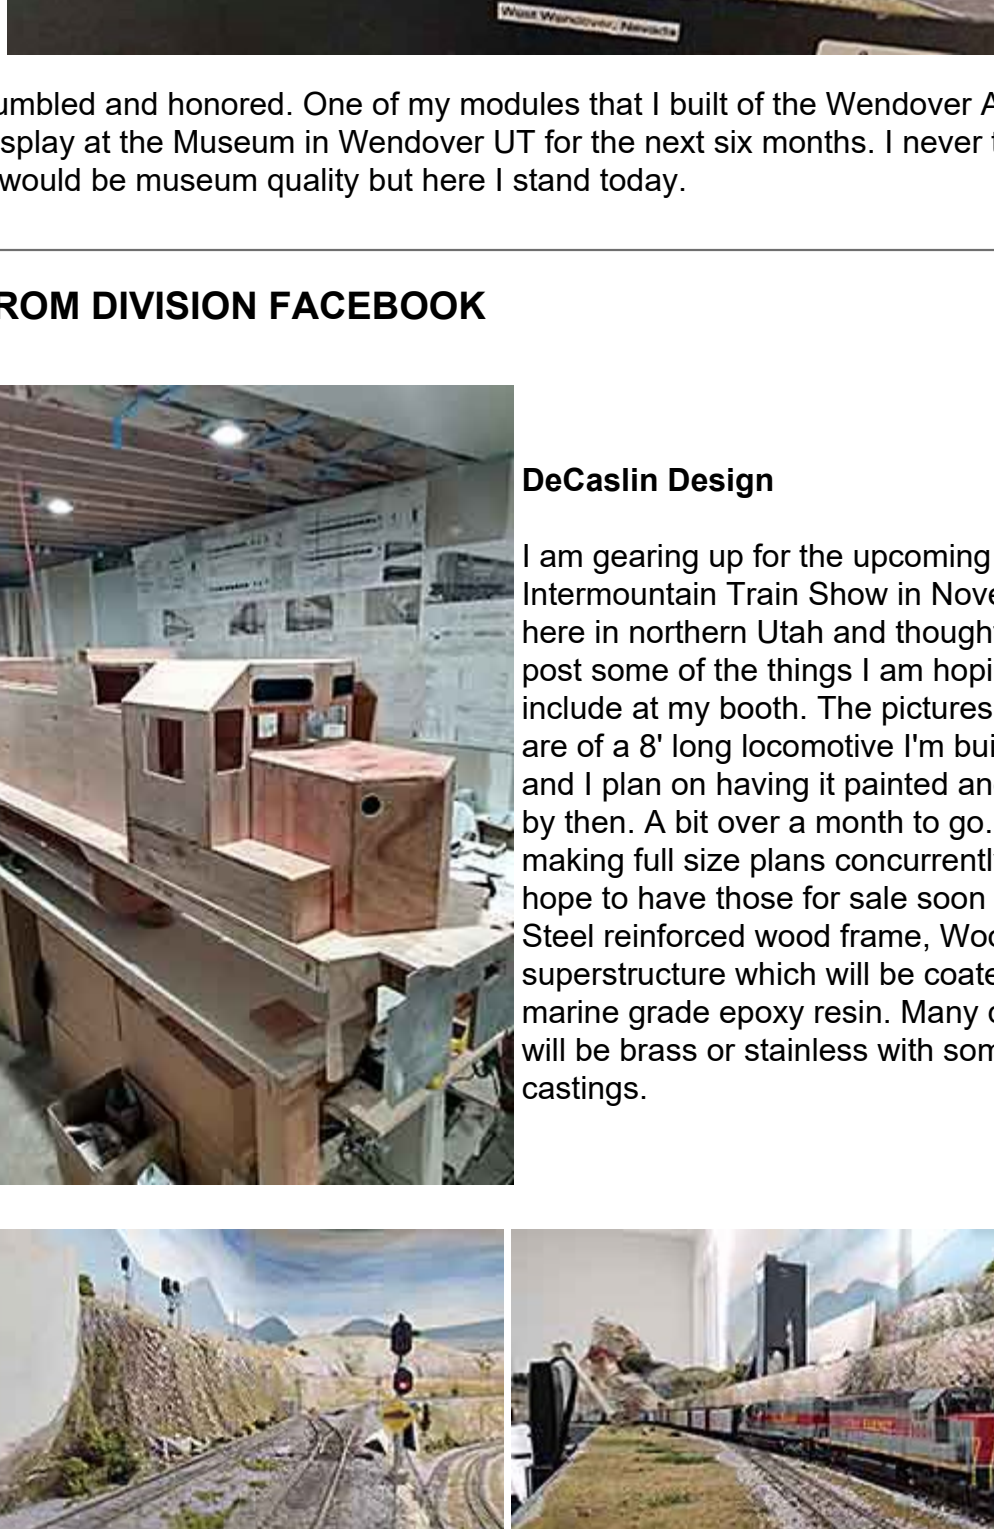 West Wendover, Nevada
umbled and honored. One of my modules that I built of the Wendover A
splay at the Museum in Wendover UT for the next six months. I never t
would be museum quality but here I stand today.
ROM DIVISION FACEBOOK
DeCaslin Design
I am gearing up for the upcoming
Intermountain Train Show in Nove
here in northern Utah and thought
post some of the things I am hopi
include at my booth. The pictures
are of a 8' long locomotive I'm bui
and I plan on having it painted an
by then. A bit over a month to go.
making full size plans concurrentl
hope to have those for sale soon
Steel reinforced wood frame, Woo
superstructure which will be coate
marine grade epoxy resin. Many c
will be brass or stainless with som
castings.